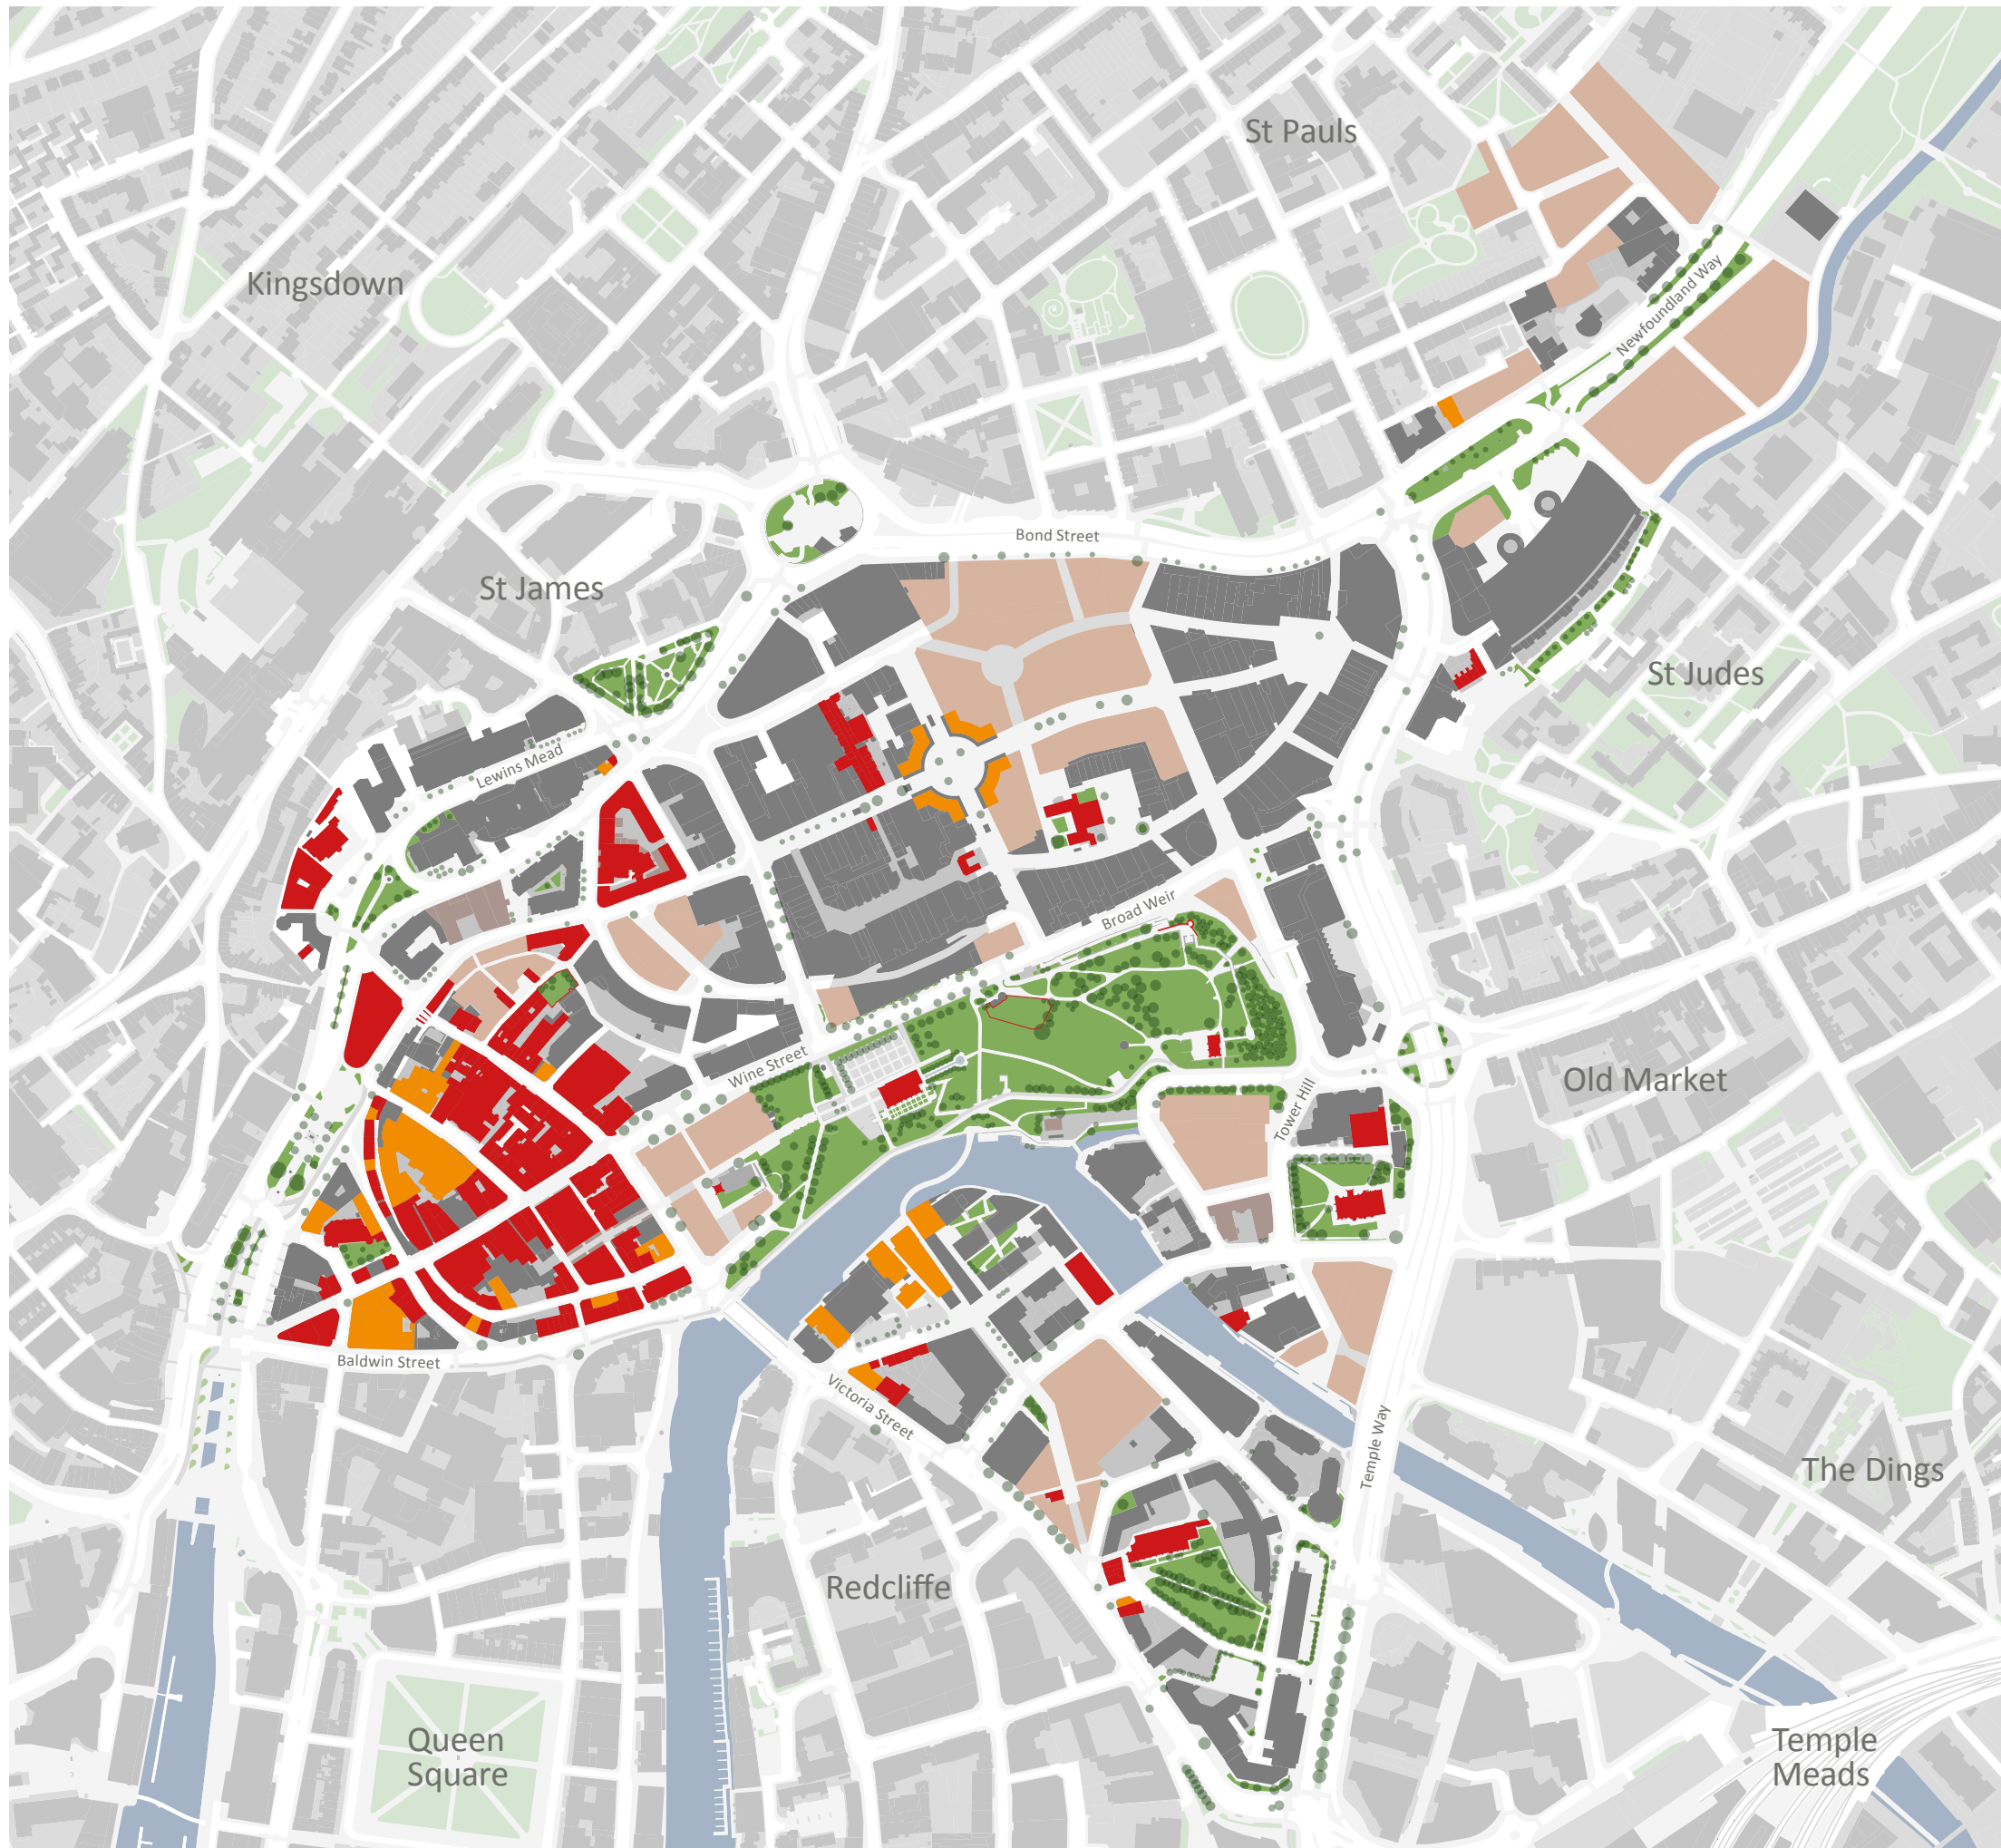 St Pauls
Kingsdown
Newfoundland Way
Bond Street
St James
St Judes
Lewins Mead
Broad Weir
Wine Street
Old Market
Tower Hill
Baldwin Street
Victoria Street
Temple Way
The Dings
Redcliffe
Queen
Square
Temple
Meads